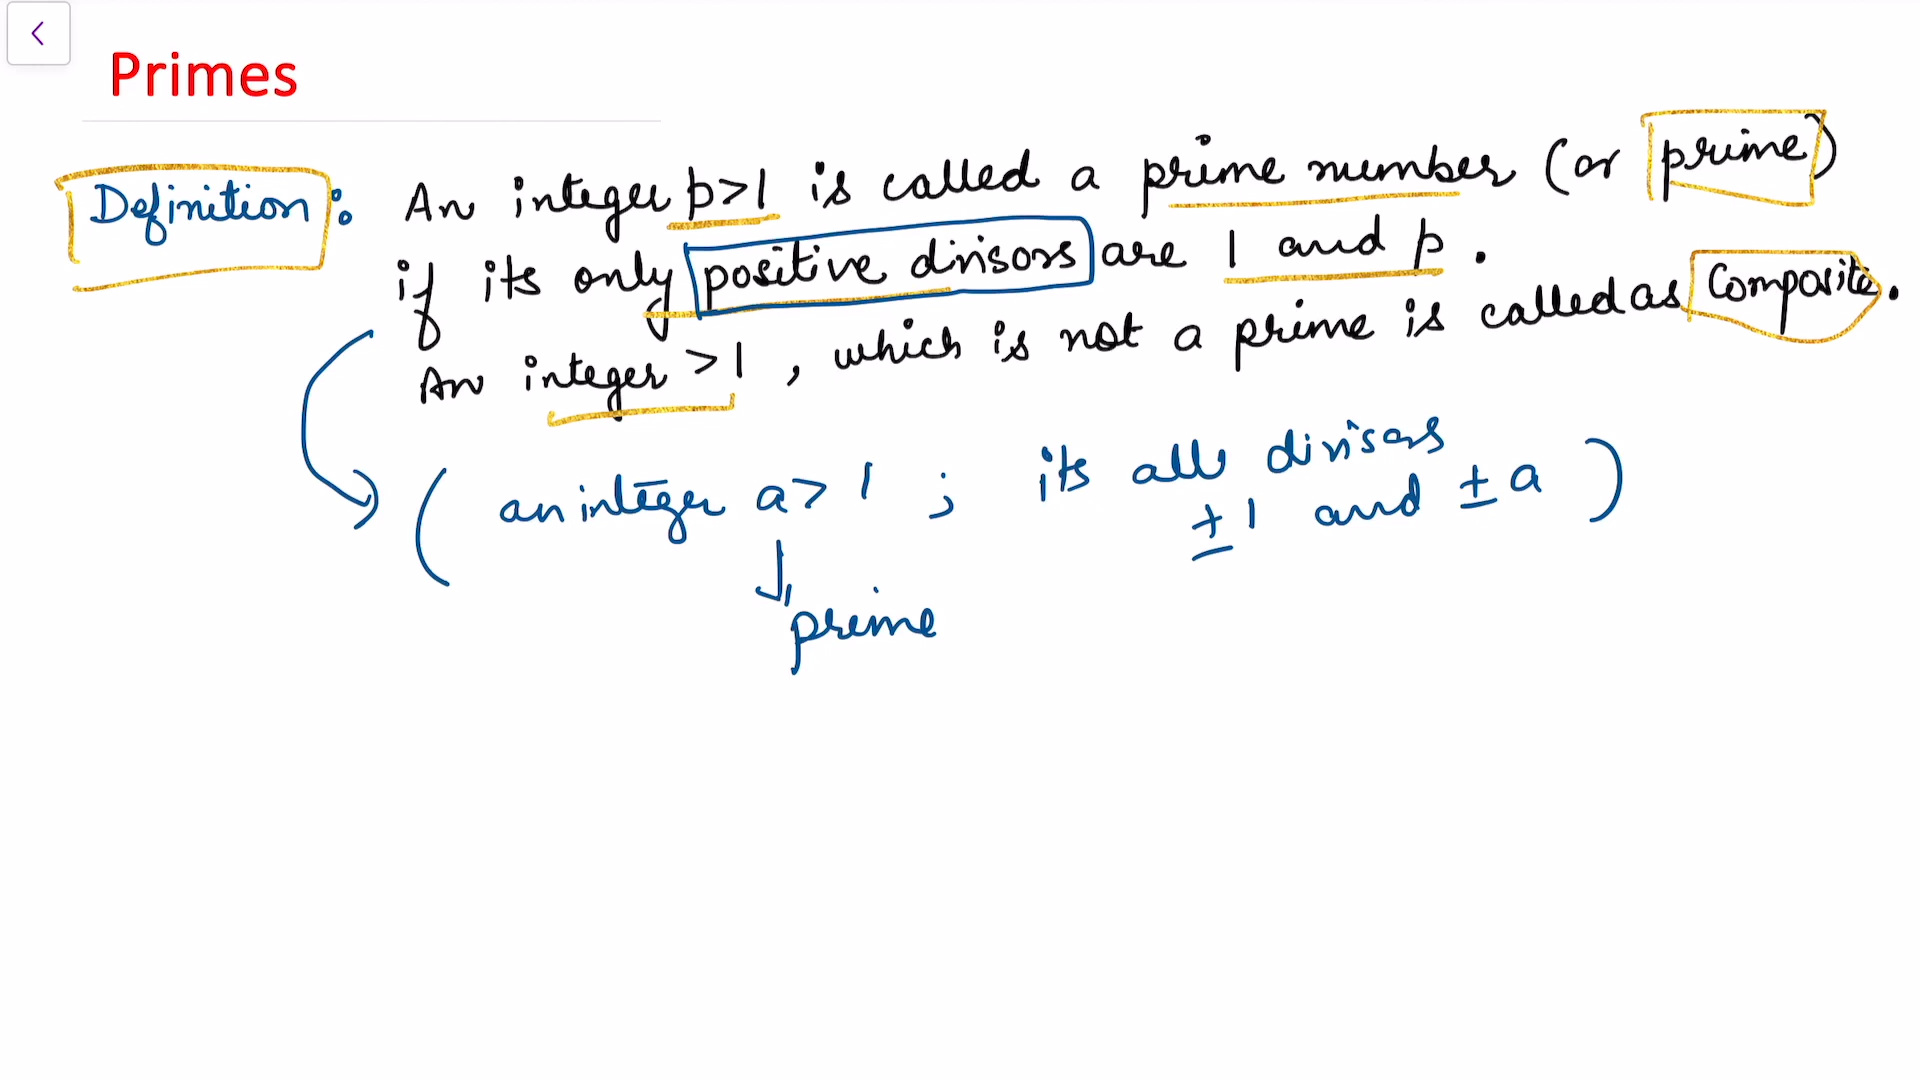 Primes
Definition: An integer p>1 is called a prime number (or prime)
if its only positive divisors are 1 and p.
An integer >1, which is not a prime is called as Composite.
( an integer a > 1 ; its all divisors
±1 and ±a )
prime